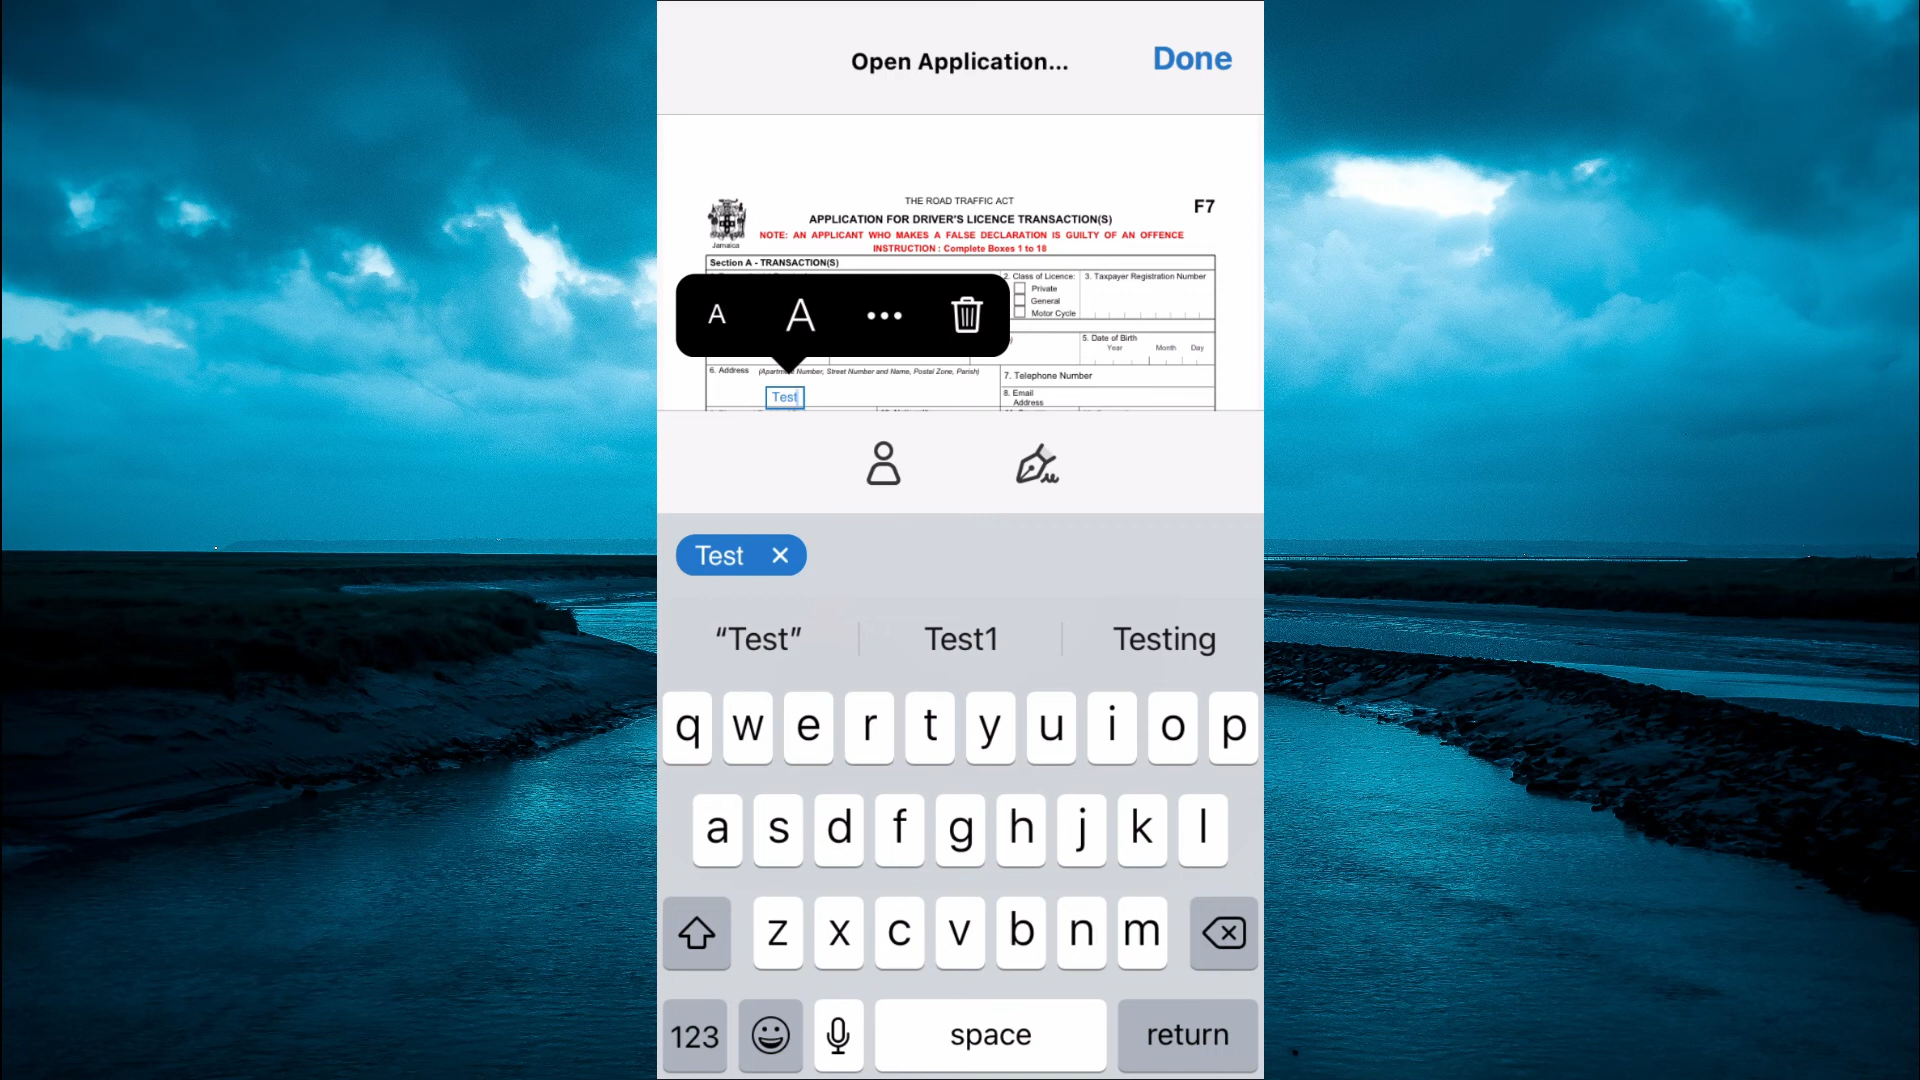 Open Application...
Done
THE ROAD TRAFFIC ACT
F7
APPLICATION FOR DRIVER'S LICENCE TRANSACTION(S)
NOTE: AN APPLICANT WHO MAKES A FALSE DECLARATION IS GUILTY OF AN OFFENCE
Jamaica
INSTRUCTION : Complete Boxes 1 to 18
Section A - TRANSACTION(S)
2. Class of Licence:
3. Taxpayer Registration Number
Private
General
Motor Cycle
A A •••
5. Date of Birth
Year Month Day
6. Address (Apartment Number, Street Number and Name, Postal Zone, Parish)
7. Telephone Number
Test
8. Email
Address
Test ×
“Test” Test1 Testing
q w e r t y u i o p
a s d f g h j k l
z x c v b n m
123 space return